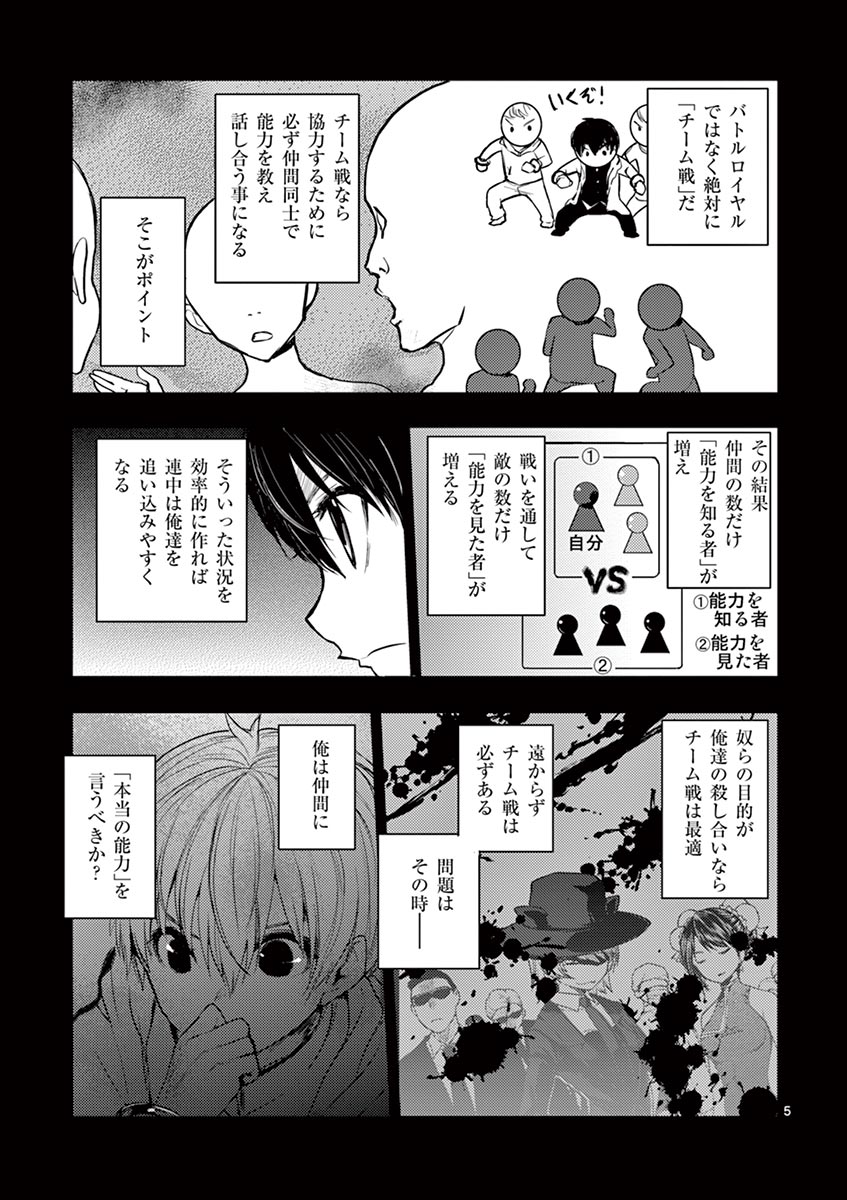 バトルロイヤル
ではなく絶対に
「チーム戦」だ
いくぞ!
チーム戦なら
協力するために
必ず仲間同士で
能力を教え
話し合う事になる
そこがポイント
その結果
仲間の数だけ
「能力を知る者」が
増え
①
自分
VS
②
①能力を
知る者
②能力を
見た者
戦いを通して
敵の数だけ
「能力を見た者」が
増える
そういった状況を
効率的に作れば
連中は俺達を
追い込みやすく
なる
奴らの目的が
俺達の殺し合いなら
チーム戦は最適
遠からず
チーム戦は
必ずある
問題は
その時──
俺は仲間に
「本当の能力」を
言うべきか?
5